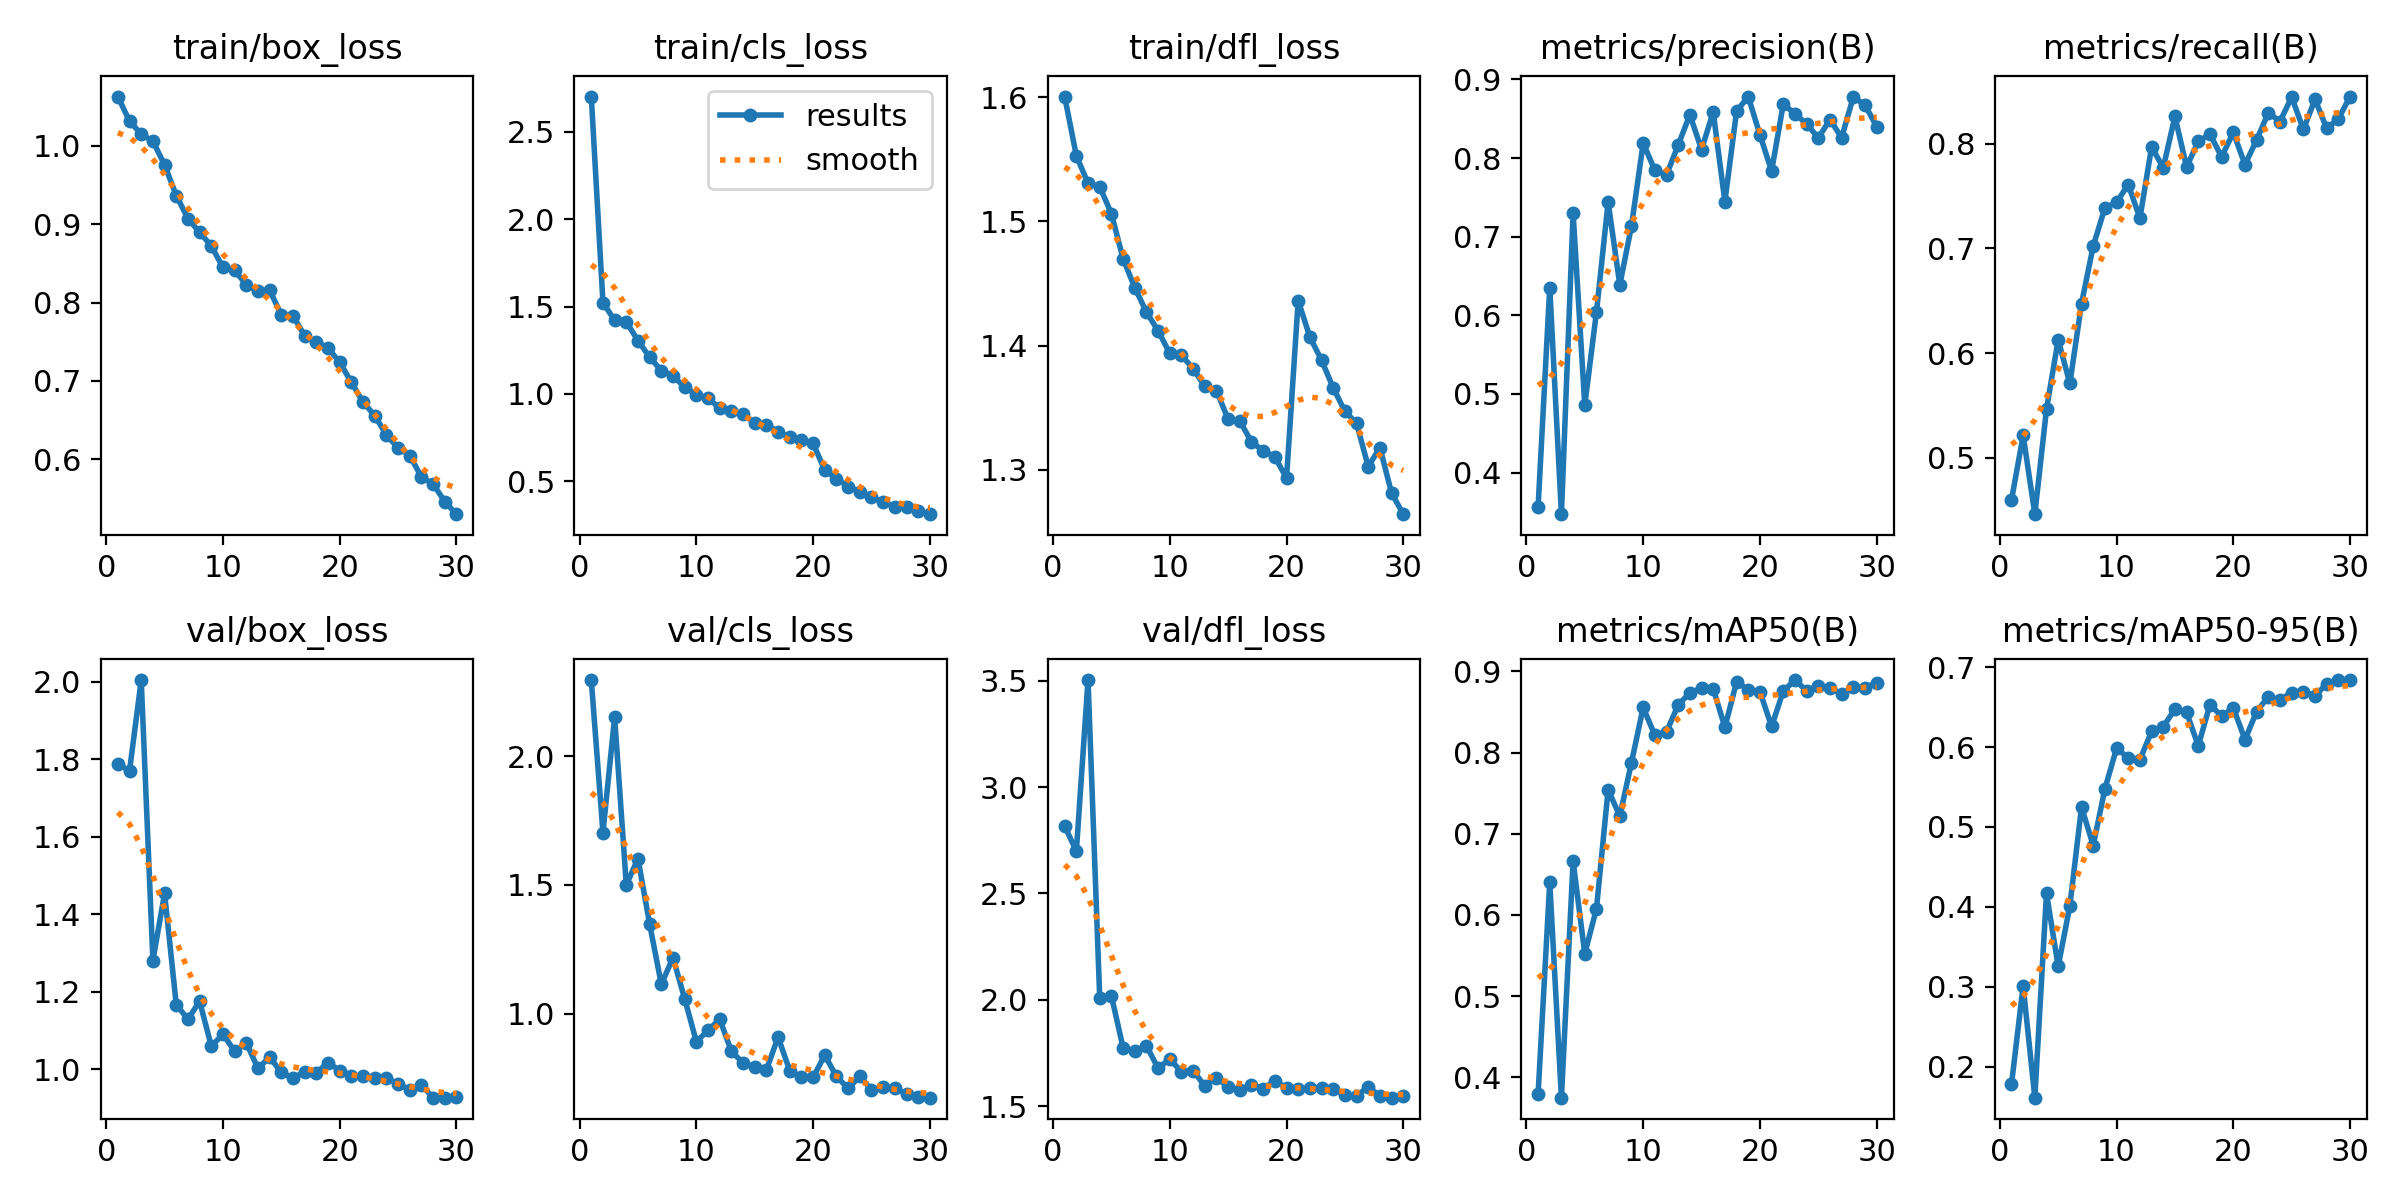 train/box_loss
1.0
0.9
0.8
0.7
0.6
0 10 20 30
train/cls_loss
results
smooth
2.5
2.0
1.5
1.0
0.5
0 10 20 30
train/dfl_loss
1.6
1.5
1.4
1.3
0 10 20 30
metrics/precision(B)
0.9
0.8
0.7
0.6
0.5
0.4
0 10 20 30
metrics/recall(B)
0.8
0.7
0.6
0.5
0 10 20 30
val/box_loss
2.0
1.8
1.6
1.4
1.2
1.0
0 10 20 30
val/cls_loss
2.0
1.5
1.0
0 10 20 30
val/dfl_loss
3.5
3.0
2.5
2.0
1.5
0 10 20 30
metrics/mAP50(B)
0.9
0.8
0.7
0.6
0.5
0.4
0 10 20 30
metrics/mAP50-95(B)
0.7
0.6
0.5
0.4
0.3
0.2
0 10 20 30